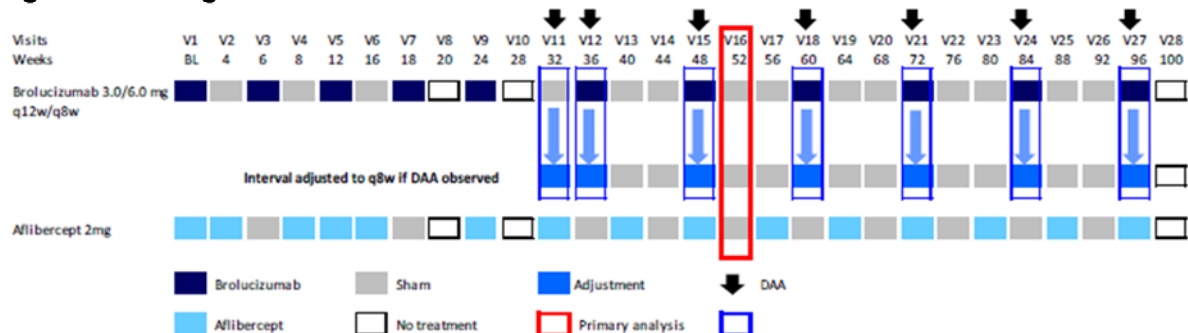 Visits V1 V2 V3 V4 V5 V6 V7 V8 V9 V10 V11 V12 V13 V14 V15 V16 V17 V18 V19 V20 V21 V22 V23 V24 V25 V26 V27 V28
Weeks BL 4 6 8 12 16 18 20 24 28 32 36 40 44 48 52 56 60 64 68 72 76 80 84 88 92 96 100
Brolucizumab 3.0/6.0 mg
q12w/q8w
Interval adjusted to q8w if DAA observed
Aflibercept 2mg
Brolucizumab Sham Adjustment DAA
Aflibercept No treatment Primary analysis